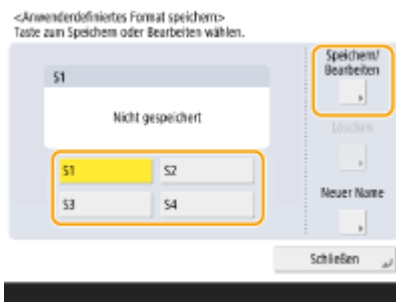 <Anwenderdefiniertes Format speichern>
Taste zum Speichern oder Bearbeiten wählen.
S1
Nicht gespeichert
S1
S2
S3
S4
Speichern/
Bearbeiten
Löschen
Neuer Name
Schließen